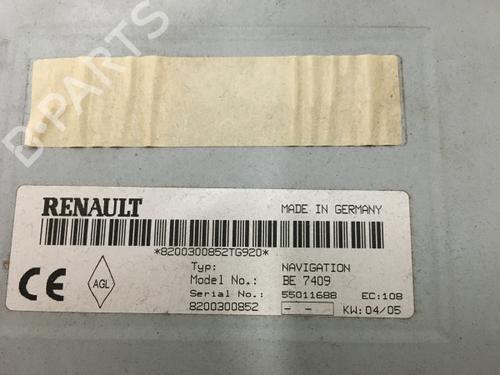 B-PARTS
RENAULT
MADE IN GERMANY
*8200300852TG920*
CE
AGL
Typ: NAVIGATION
Model No.: BE 7409
Serial No.: 55011688 EC:108
8200300852 - - KW: 04/05